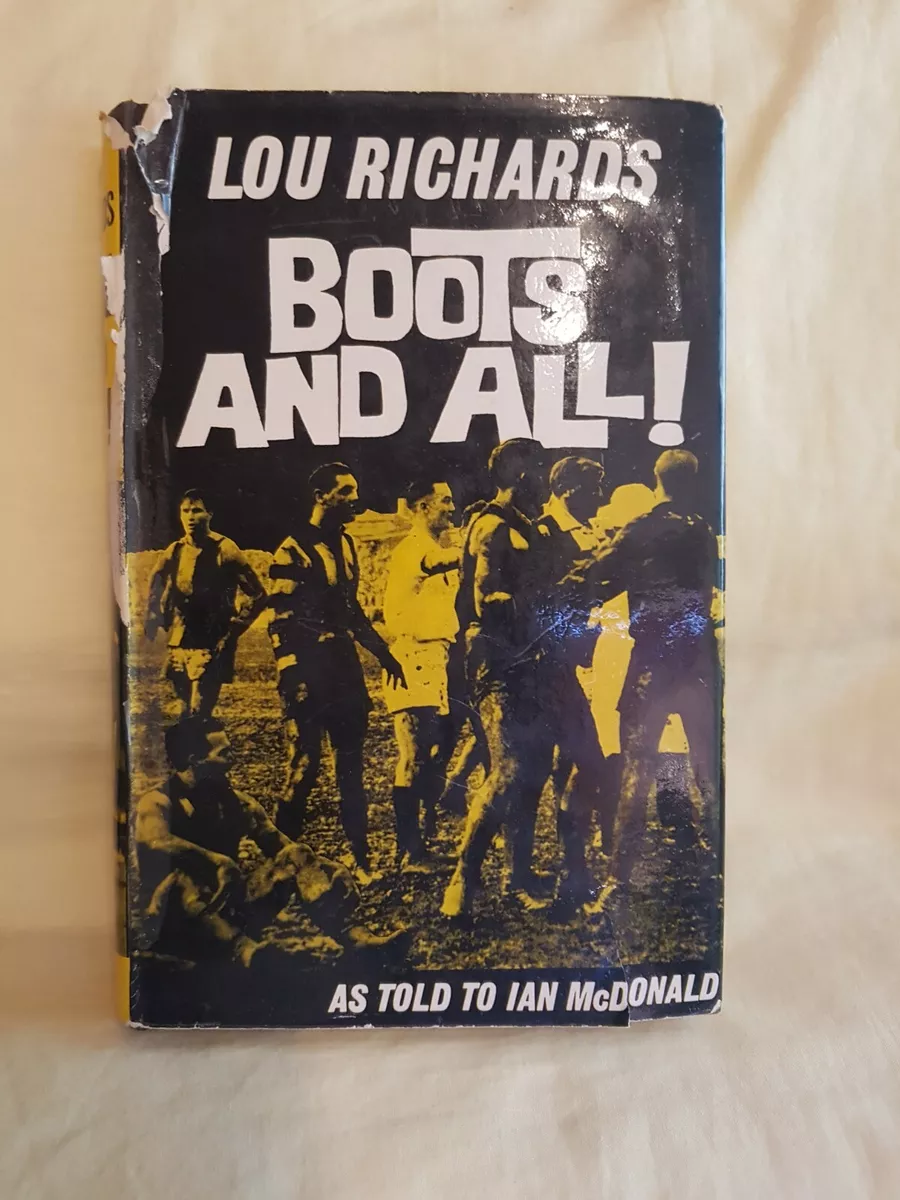 LOU RICHARDS
BOOTS
AND ALL!
AS TOLD TO IAN McDONALD